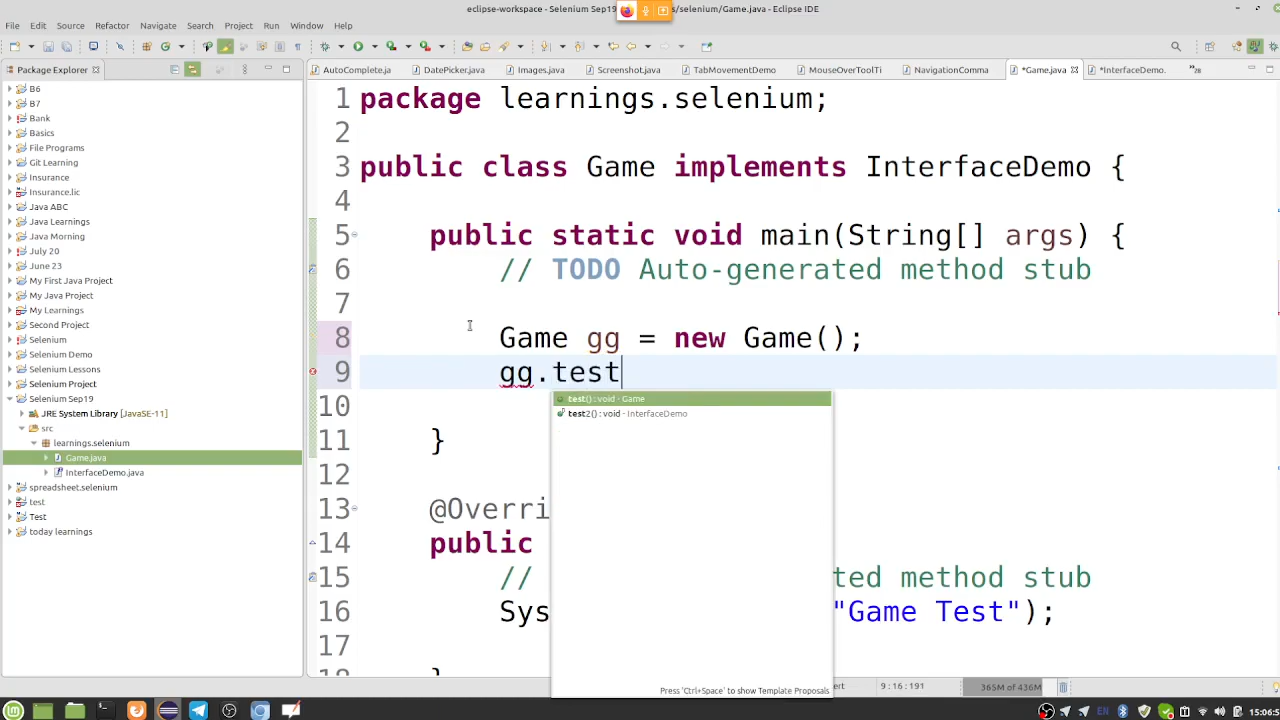 eclipse-workspace - Selenium Sep19
s/selenium/Game.java - Eclipse IDE
File Edit Source Refactor Navigate Search Project Run Window Help
Package Explorer
AutoComplete.ja DatePicker.java Images.java Screenshot.java TabMovementDemo MouseOverToolTi NavigationComma *Game.java *InterfaceDemo. »28
B6
B7
Bank
Basics
File Programs
Git Learning
Insurance
Insurance.lic
Java ABC
Java Learnings
Java Morning
July 20
June 23
My First Java Project
My Java Project
My Learnings
Second Project
Selenium
Selenium Demo
Selenium Lessons
Selenium Project
Selenium Sep19
JRE System Library [JavaSE-11]
src
learnings.selenium
Game.java
InterfaceDemo.java
spreadsheet.selenium
test
Test
today learnings
1 package learnings.selenium;
2
3 public class Game implements InterfaceDemo {
4
5 public static void main(String[] args) {
6 // TODO Auto-generated method stub
7
8 Game gg = new Game();
9 gg.test
test() : void - Game
test2() : void - InterfaceDemo
Press 'Ctrl+Space' to show Template Proposals
10
11 }
12
13 @Overri
14 public
15 // ted method stub
16 Sys "Game Test");
17
18 }
ert 9:16:191 365M of 436M
EN 15:06:5